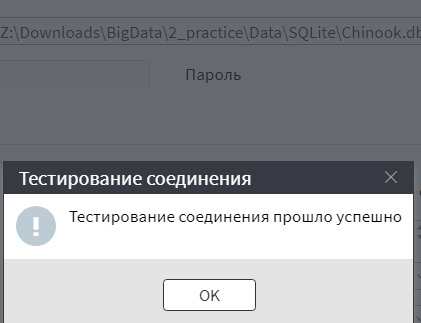 Z:\Downloads\BigData\2_practice\Data\SQLite\Chinook.db
Пароль
Тестирование соединения
Тестирование соединения прошло успешно
OK